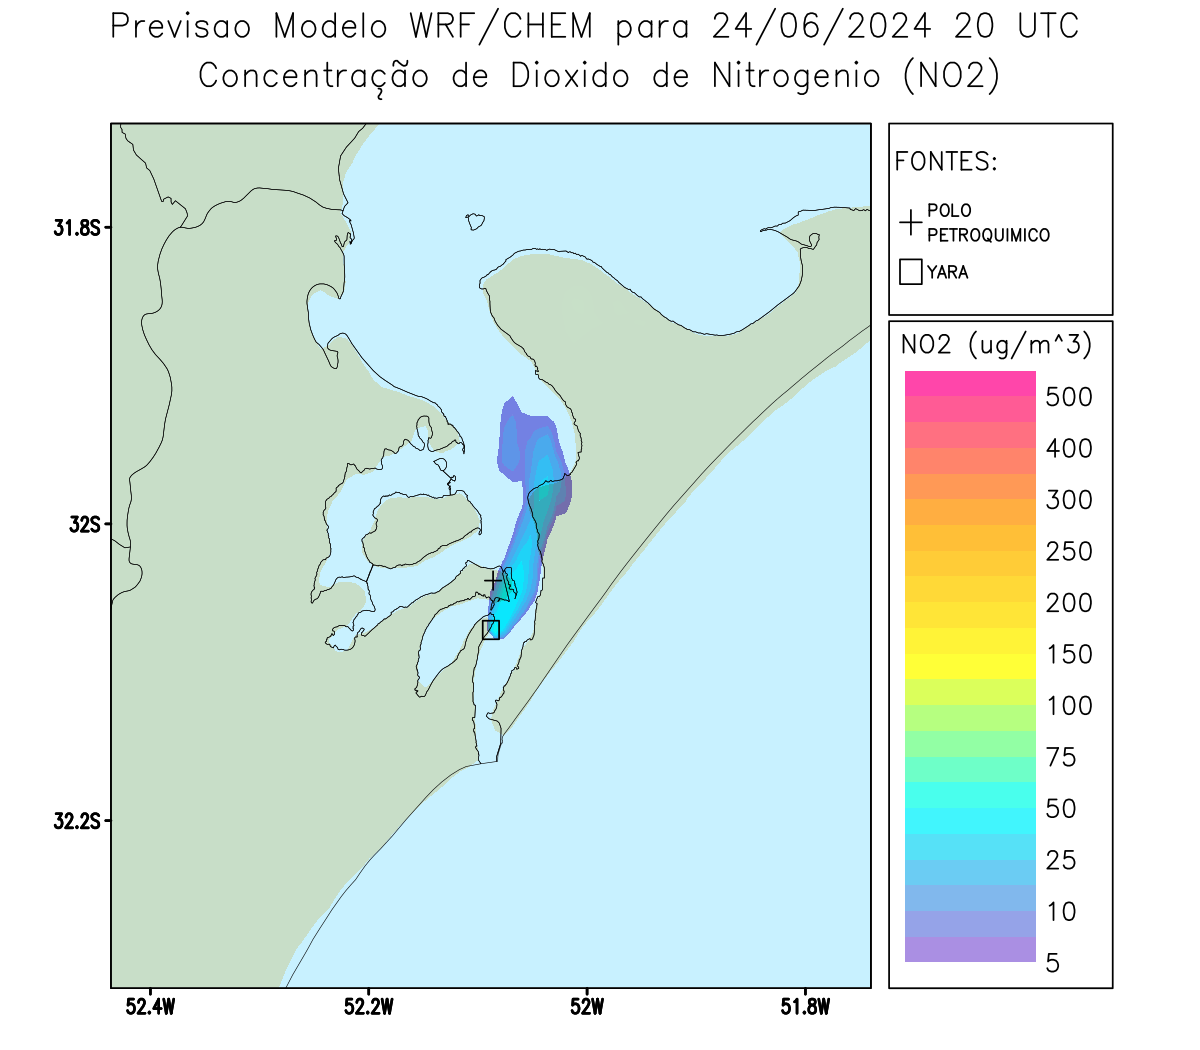 Previsao Modelo WRF/CHEM para 24/06/2024 20 UTC
Concentração de Dioxido de Nitrogenio (NO2)
FONTES:
POLO
PETROQUIMICO
YARA
NO2 (ug/m^3)
500
400
300
250
200
150
100
75
50
25
10
5
31.8S
32S
32.2S
52.4W
52.2W
52W
51.8W